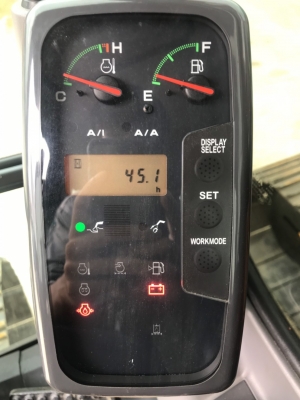 H F
C E
A/I A/A
DISPLAY
SELECT
45.1
h
SET
WORKMODE